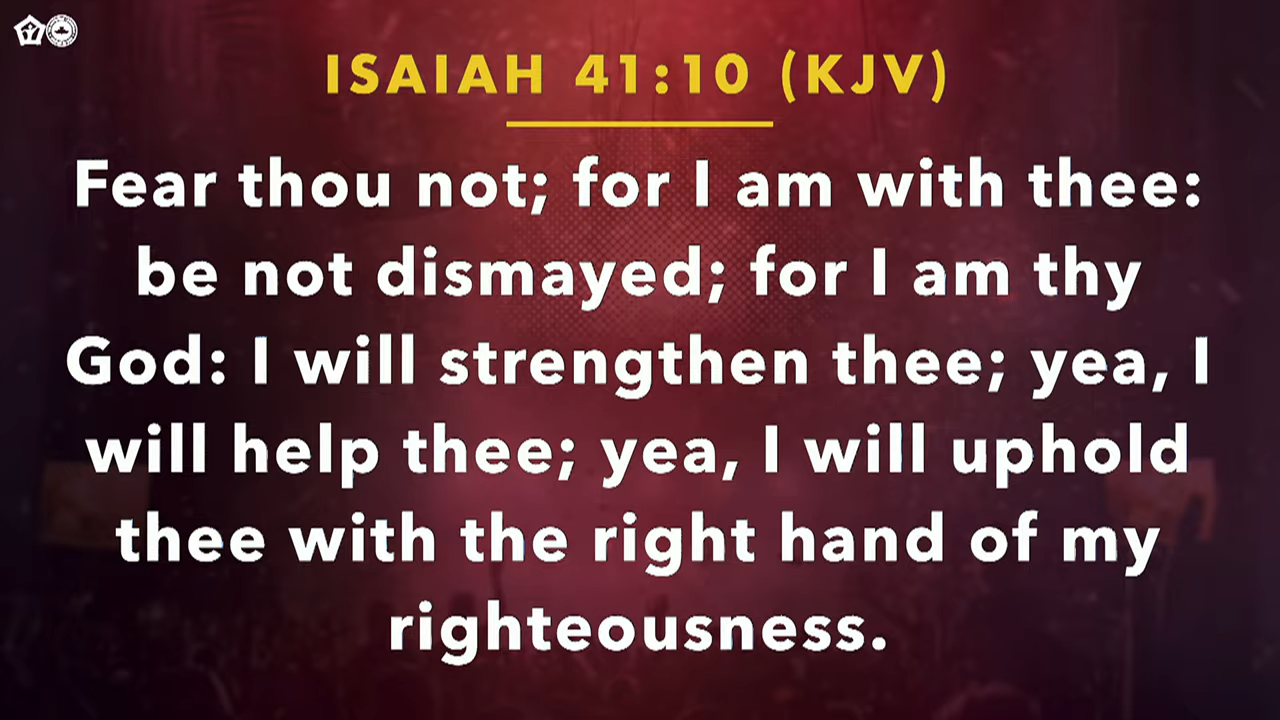 ISAIAH 41:10 (KJV)
Fear thou not; for I am with thee:
be not dismayed; for I am thy
God: I will strengthen thee; yea, I
will help thee; yea, I will uphold
thee with the right hand of my
righteousness.